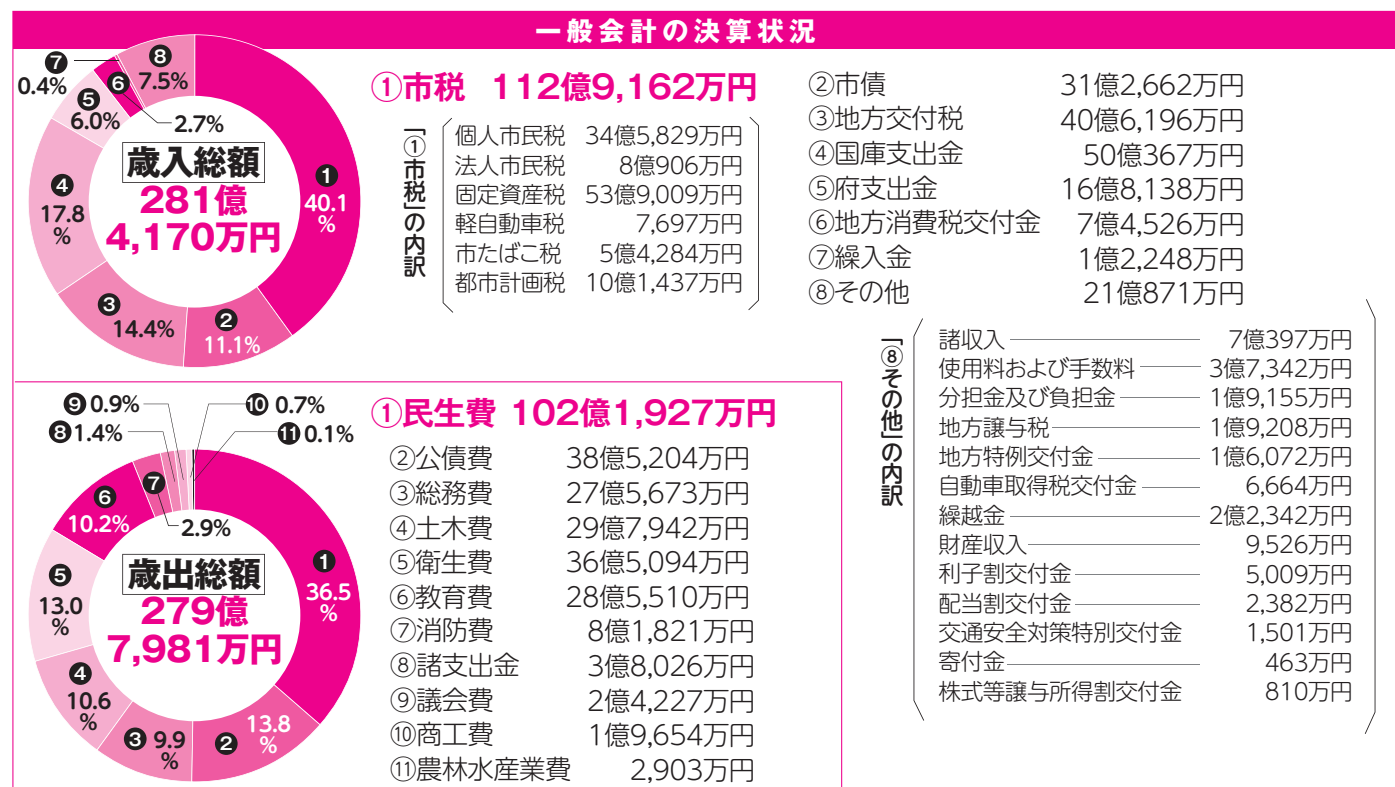 一般会計の決算状況
❶
40.1
%
❷
11.1%
❸
14.4%
❹
17.8
%
❺
6.0%
❻
2.7%
❼
0.4%
❽
7.5%
歳入総額
281億
4,170万円
①市税 112億9,162万円
「①市税」の内訳
個人市民税 34億5,829万円
法人市民税 8億906万円
固定資産税 53億9,009万円
軽自動車税 7,697万円
市たばこ税 5億4,284万円
都市計画税 10億1,437万円
②市債 31億2,662万円
③地方交付税 40億6,196万円
④国庫支出金 50億367万円
⑤府支出金 16億8,138万円
⑥地方消費税交付金 7億4,526万円
⑦繰入金 1億2,248万円
⑧その他 21億871万円
「⑧その他」の内訳
諸収入 7億397万円
使用料および手数料 3億7,342万円
分担金及び負担金 1億9,155万円
地方譲与税 1億9,208万円
地方特例交付金 1億6,072万円
自動車取得税交付金 6,664万円
繰越金 2億2,342万円
財産収入 9,526万円
利子割交付金 5,009万円
配当割交付金 2,382万円
交通安全対策特別交付金 1,501万円
寄付金 463万円
株式等譲与所得割交付金 810万円
❶
36.5
%
❷
13.8
%
❸ 9.9
%
❹
10.6
%
❺
13.0
%
❻
10.2%
❼
2.9%
❽1.4%
❾0.9%
❿ 0.7%
⓫0.1%
歳出総額
279億
7,981万円
①民生費 102億1,927万円
②公債費 38億5,204万円
③総務費 27億5,673万円
④土木費 29億7,942万円
⑤衛生費 36億5,094万円
⑥教育費 28億5,510万円
⑦消防費 8億1,821万円
⑧諸支出金 3億8,026万円
⑨議会費 2億4,227万円
⑩商工費 1億9,654万円
⑪農林水産業費 2,903万円